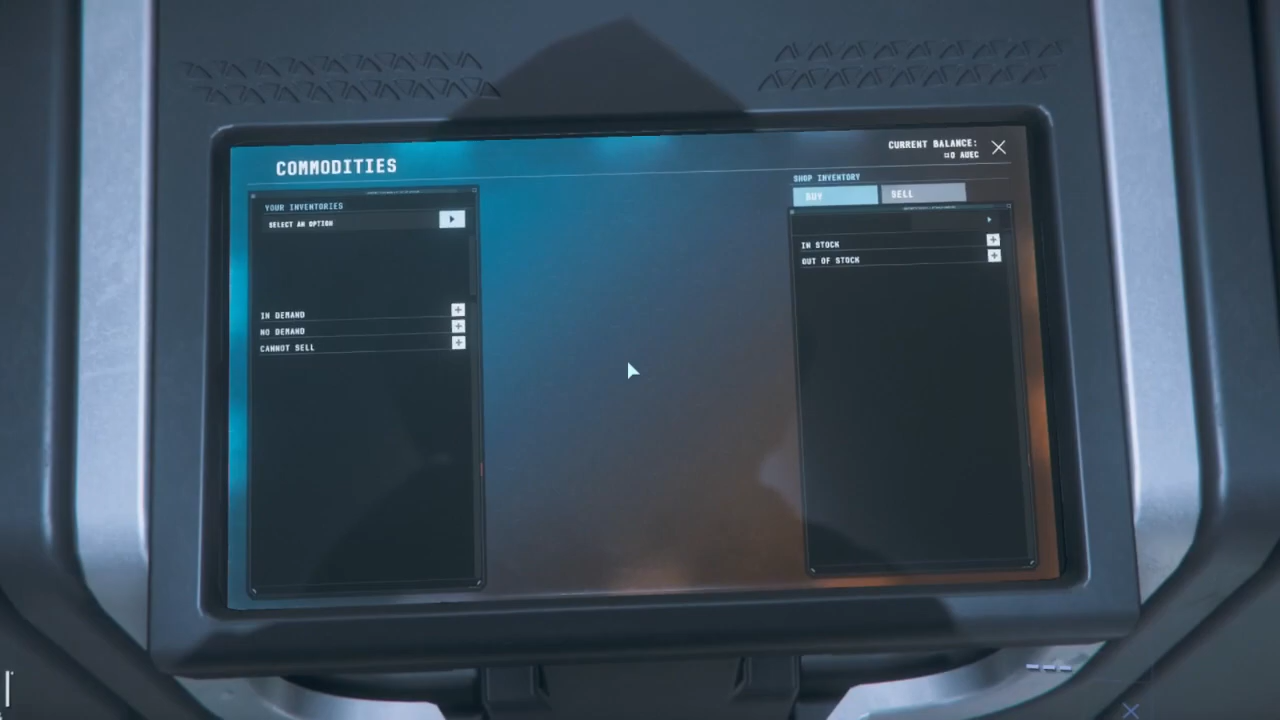 COMMODITIES
CURRENT BALANCE:
¤0 AUEC
YOUR INVENTORIES
SELECT AN OPTION
IN DEMAND
NO DEMAND
CANNOT SELL
SHOP INVENTORY
BUY
SELL
IN STOCK
OUT OF STOCK